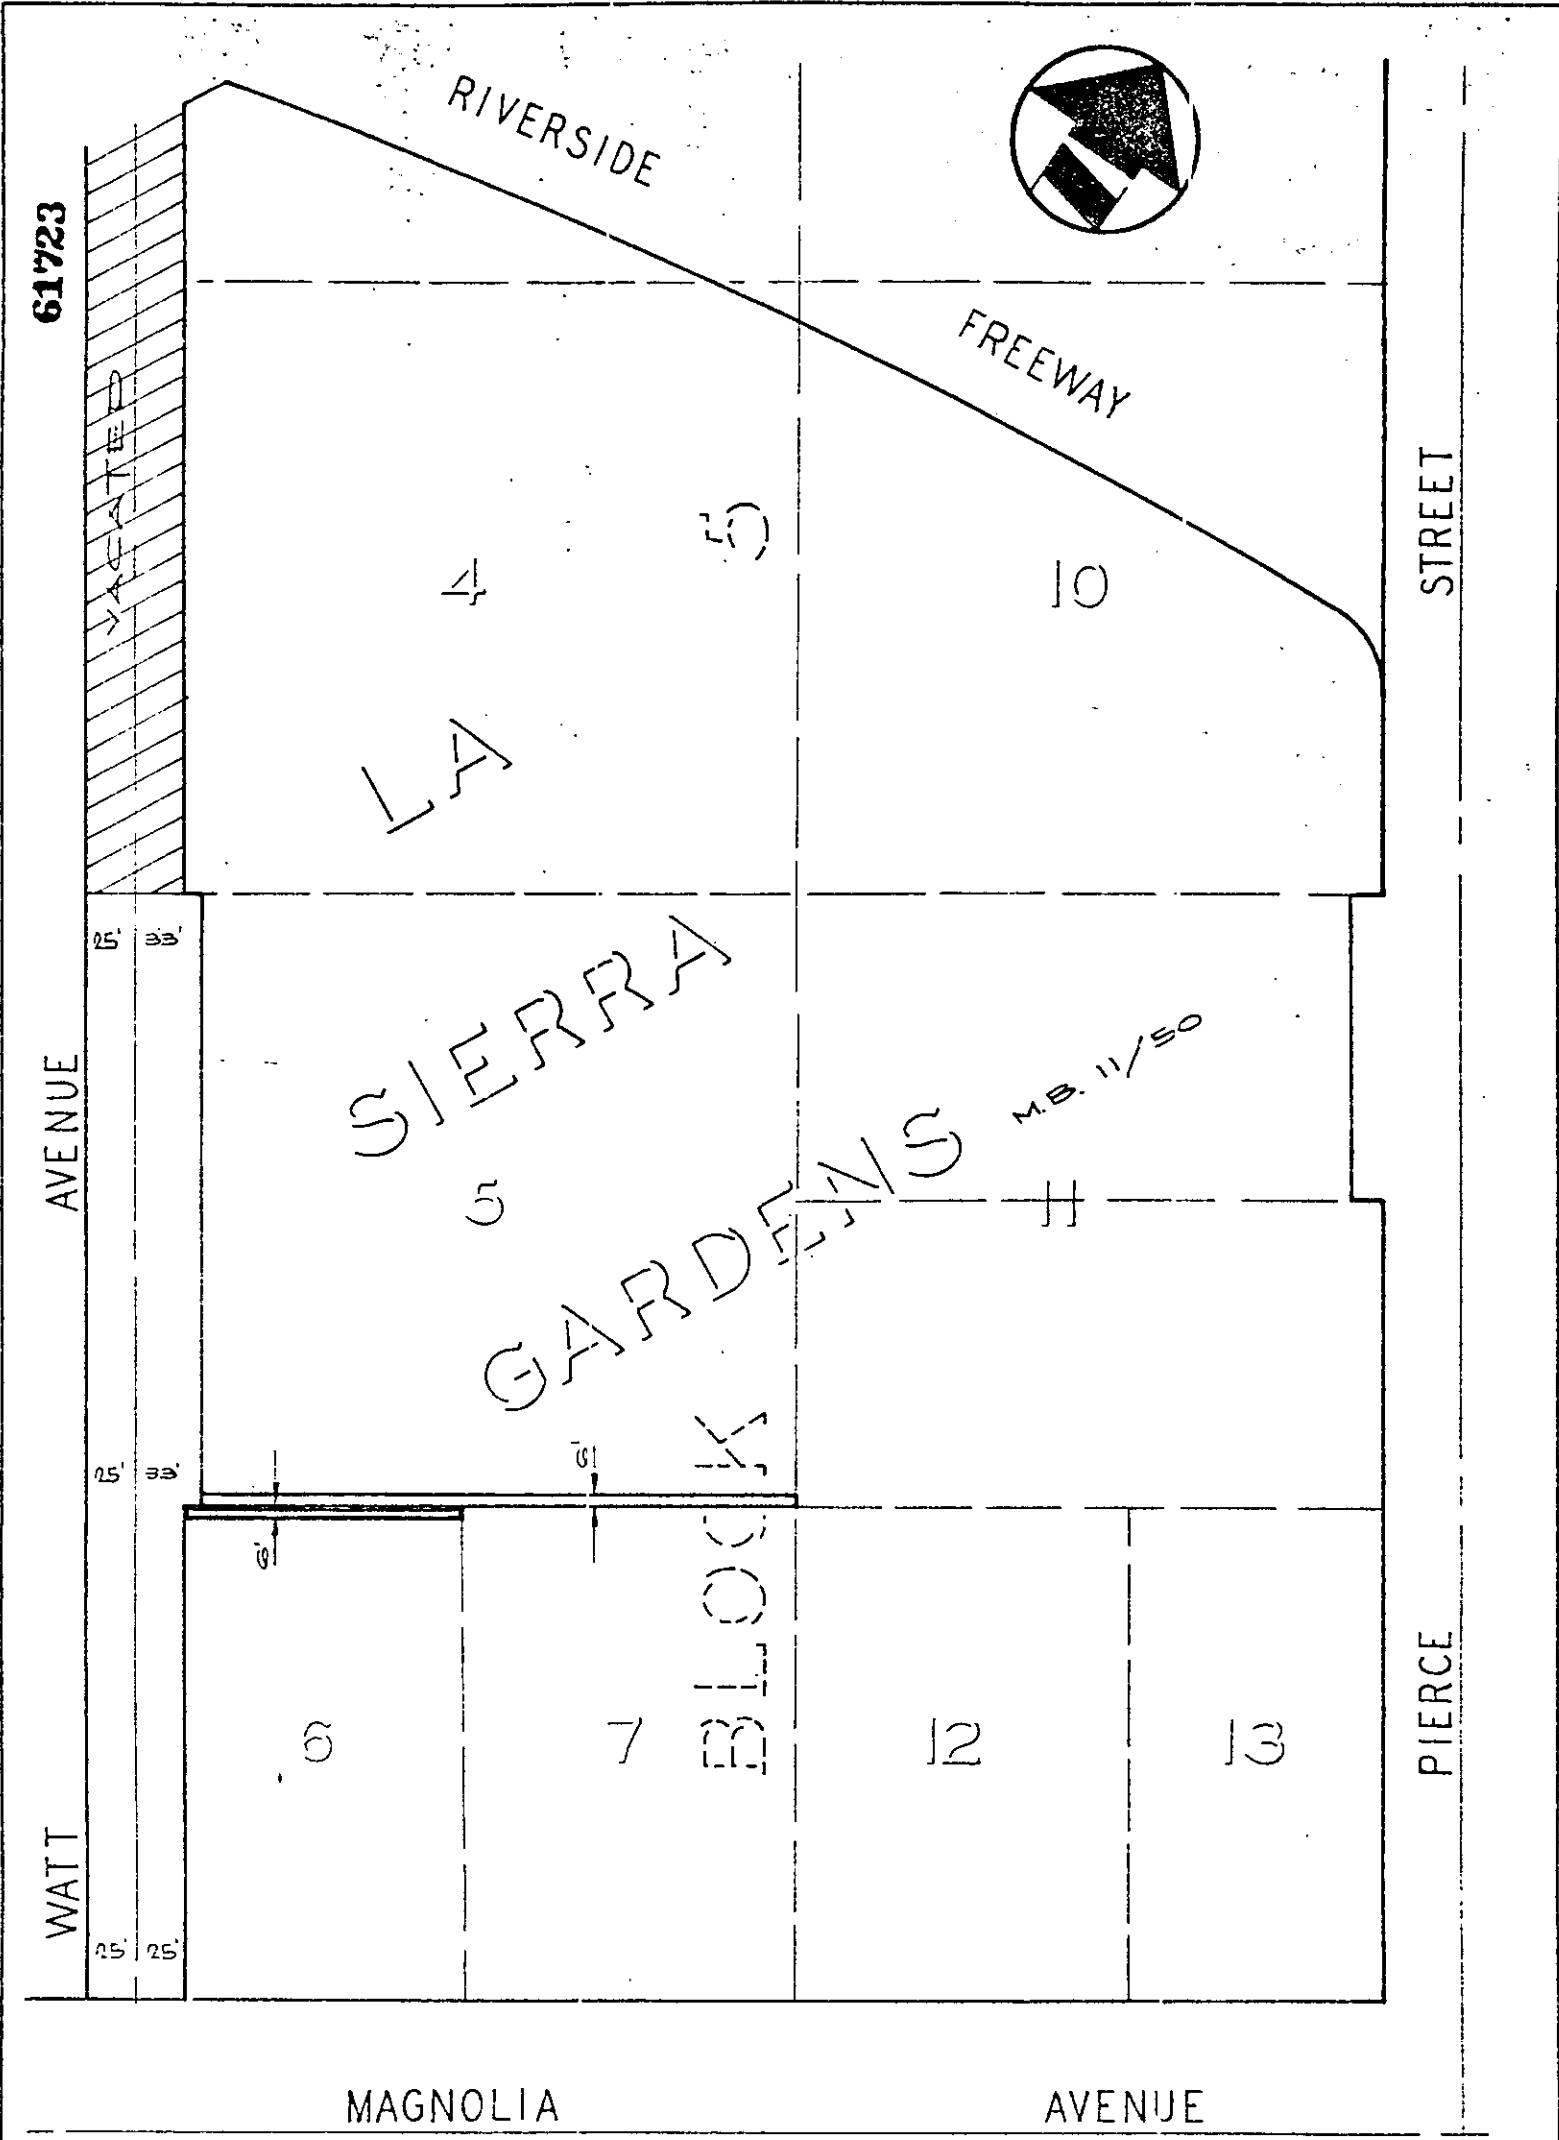 61723
RIVERSIDE
FREEWAY
VACATED
STREET
4
5
10
LA
25' 33'
SIERRA
M.B. 11/50
AVENUE
5
GARDENS
11
25' 33'
6'
6'
BLOCK
6
7
12
13
PIERCE
WATT
25' 25'
MAGNOLIA AVENUE